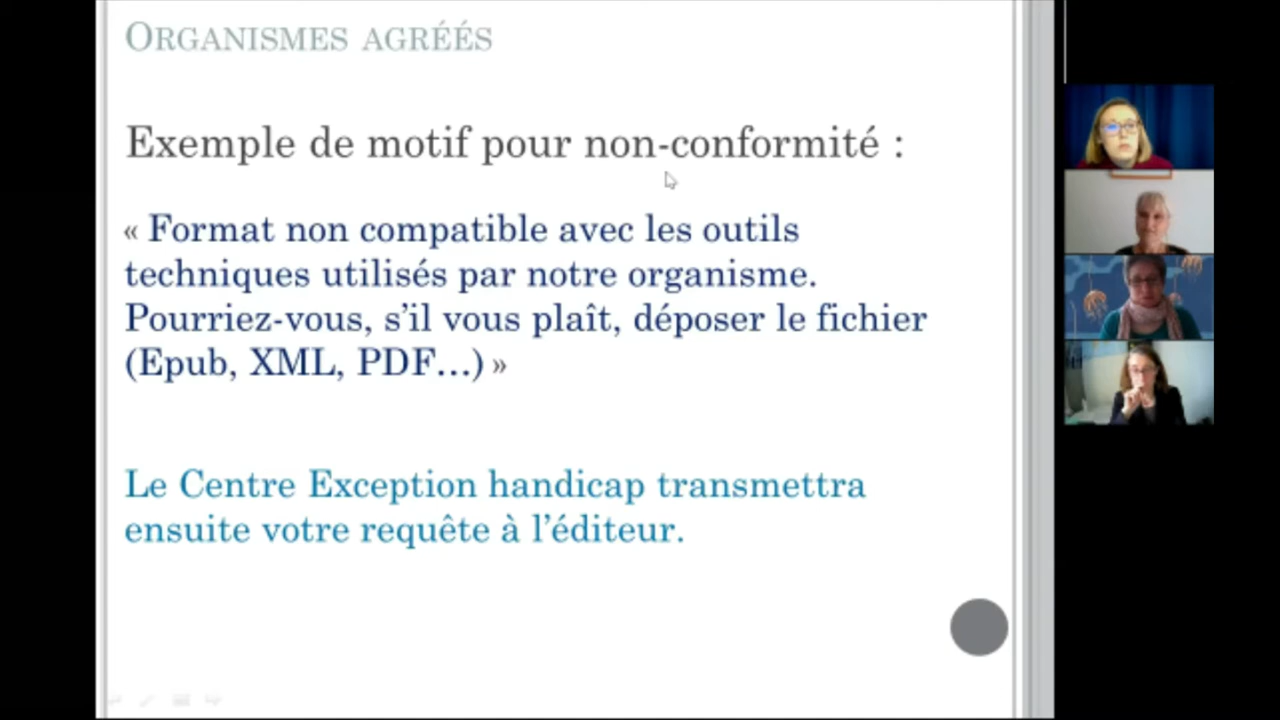 ORGANISMES AGRÉÉS
Exemple de motif pour non-conformité :
« Format non compatible avec les outils
techniques utilisés par notre organisme.
Pourriez-vous, s’il vous plaît, déposer le fichier
(Epub, XML, PDF...) »
Le Centre Exception handicap transmettra
ensuite votre requête à l’éditeur.